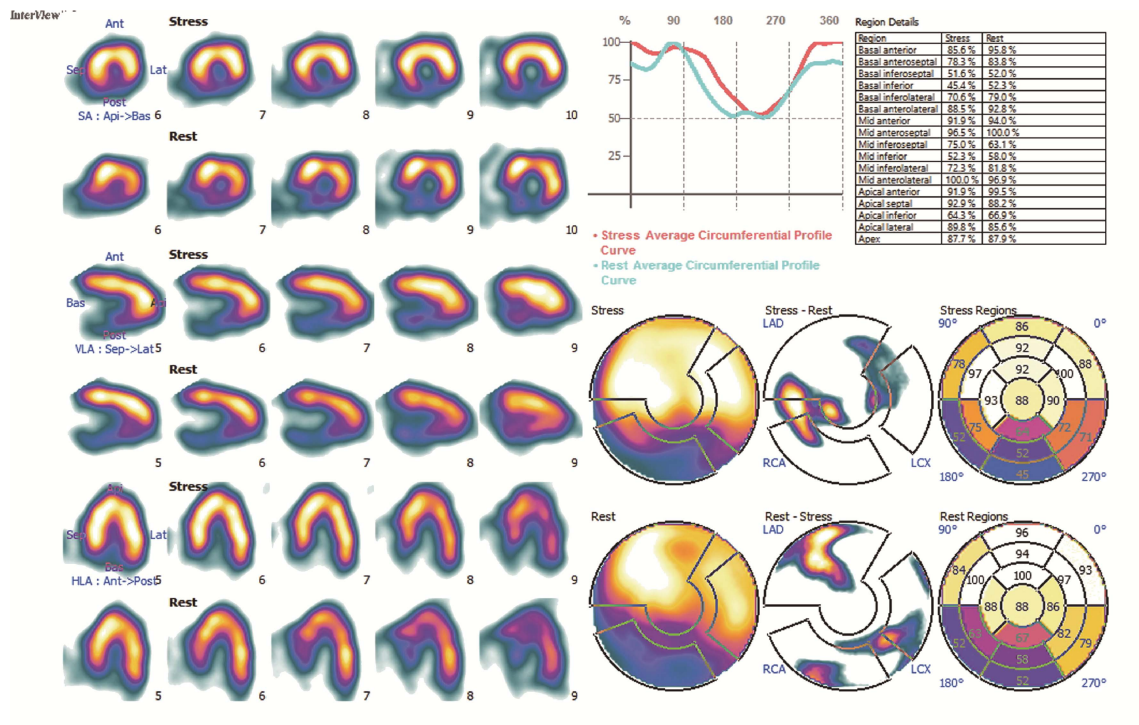 InterView
Ant
Stress
Sep
Lat
Post
SA : Api->Bas
6
7
8
9
10
Rest
6
7
8
9
10
Ant
Stress
Bas
Api
Post
VLA : Sep->Lat
5
6
7
8
9
Rest
5
6
7
8
9
Api
Stress
Sep
Lat
Bas
HLA : Ant->Post
5
6
7
8
9
Rest
5
6
7
8
9
% 90 180 270 360
100
75
50
25
• Stress Average Circumferential Profile
Curve
• Rest Average Circumferential Profile
Curve
Region Details
Region Stress Rest
Basal anterior 85.6 % 95.8 %
Basal anteroseptal 78.3 % 83.8 %
Basal inferoseptal 51.6 % 52.0 %
Basal inferior 45.4 % 52.3 %
Basal inferolateral 70.6 % 79.0 %
Basal anterolateral 88.5 % 92.8 %
Mid anterior 91.9 % 94.0 %
Mid anteroseptal 96.5 % 100.0 %
Mid inferoseptal 75.0 % 63.1 %
Mid inferior 52.3 % 58.0 %
Mid inferolateral 72.3 % 81.8 %
Mid anterolateral 100.0 % 96.9 %
Apical anterior 91.9 % 99.5 %
Apical septal 92.9 % 88.2 %
Apical inferior 64.3 % 66.9 %
Apical lateral 89.8 % 85.6 %
Apex 87.7 % 87.9 %
Stress
Stress - Rest
LAD
RCA
LCX
Stress Regions
90°
0°
180°
270°
86
92
78
92
88
97
100
93
88
90
75
72
52
71
52
45
Rest
Rest - Stress
LAD
RCA
LCX
Rest Regions
90°
0°
180°
270°
96
94
84
100
93
100
97
88
88
86
63
67
82
52
79
58
52